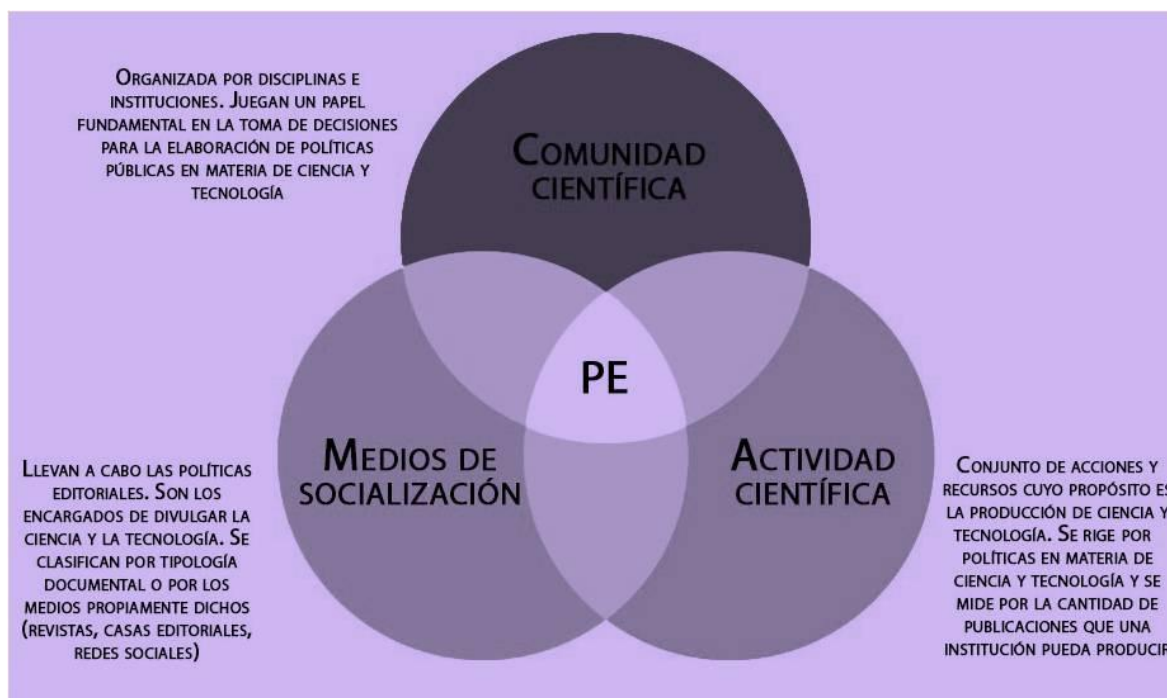 ORGANIZADA POR DISCIPLINAS E
INSTITUCIONES. JUEGAN UN PAPEL
FUNDAMENTAL EN LA TOMA DE DECISIONES
PARA LA ELABORACIÓN DE POLÍTICAS
PÚBLICAS EN MATERIA DE CIENCIA Y
TECNOLOGÍA
COMUNIDAD
CIENTÍFICA
PE
MEDIOS DE
SOCIALIZACIÓN
ACTIVIDAD
CIENTÍFICA
LLEVAN A CABO LAS POLÍTICAS
EDITORIALES. SON LOS
ENCARGADOS DE DIVULGAR LA
CIENCIA Y LA TECNOLOGÍA. SE
CLASIFICAN POR TIPOLOGÍA
DOCUMENTAL O POR LOS
MEDIOS PROPIAMENTE DICHOS
(REVISTAS, CASAS EDITORIALES,
REDES SOCIALES)
CONJUNTO DE ACCIONES Y
RECURSOS CUYO PROPÓSITO ES
LA PRODUCCIÓN DE CIENCIA Y
TECNOLOGÍA. SE RIGE POR
POLÍTICAS EN MATERIA DE
CIENCIA Y TECNOLOGÍA Y SE
MIDE POR LA CANTIDAD DE
PUBLICACIONES QUE UNA
INSTITUCIÓN PUEDA PRODUCIR